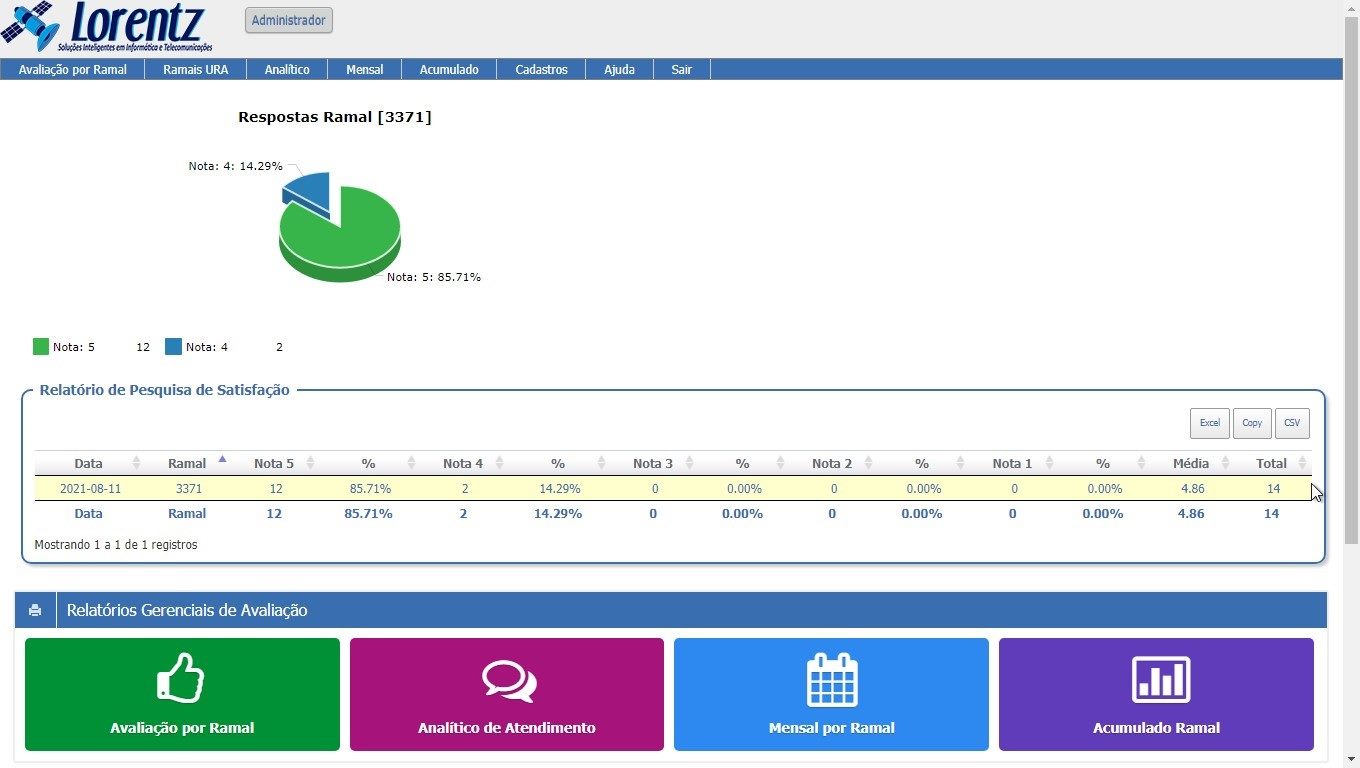 Lorentz
Soluções Inteligentes em Informática e Telecomunicações
Administrador
Avaliação por Ramal Ramais URA Analítico Mensal Acumulado Cadastros Ajuda Sair
Respostas Ramal [3371]
Nota: 4: 14.29%
Nota: 5: 85.71%
Nota: 5 12 Nota: 4 2
Relatório de Pesquisa de Satisfação
Excel Copy CSV
Data Ramal Nota 5 % Nota 4 % Nota 3 % Nota 2 % Nota 1 % Média Total
2021-08-11 3371 12 85.71% 2 14.29% 0 0.00% 0 0.00% 0 0.00% 4.86 14
Data Ramal 12 85.71% 2 14.29% 0 0.00% 0 0.00% 0 0.00% 4.86 14
Mostrando 1 a 1 de 1 registros
Relatórios Gerenciais de Avaliação
Avaliação por Ramal Analítico de Atendimento Mensal por Ramal Acumulado Ramal